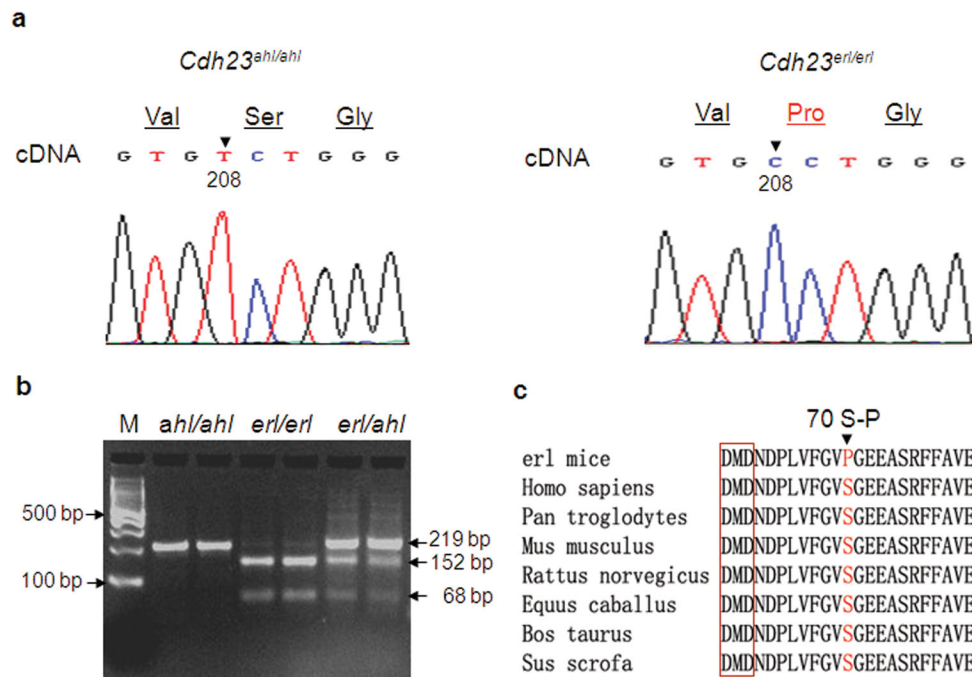 a
Cdh23ahl/ahl
Val Ser Gly
cDNA G T G T C T G G G
208
Cdh23erl/erl
Val Pro Gly
cDNA G T G C C T G G G
208
b
M ahl/ahl erl/erl erl/ahl
500 bp
100 bp
219 bp
152 bp
68 bp
c
70 S-P
erl mice DMDNDPLVFGVPGEEASRFFAVE
Homo sapiens DMDNDPLVFGVSGEEASRFFAVE
Pan troglodytes DMDNDPLVFGVSGEEASRFFAVE
Mus musculus DMDNDPLVFGVSGEEASRFFAVE
Rattus norvegicus DMDNDPLVFGVSGEEASRFFAVE
Equus caballus DMDNDPLVFGVSGEEASRFFAVE
Bos taurus DMDNDPLVFGVSGEEASRFFAVE
Sus scrofa DMDNDPLVFGVSGEEASRFFAVE